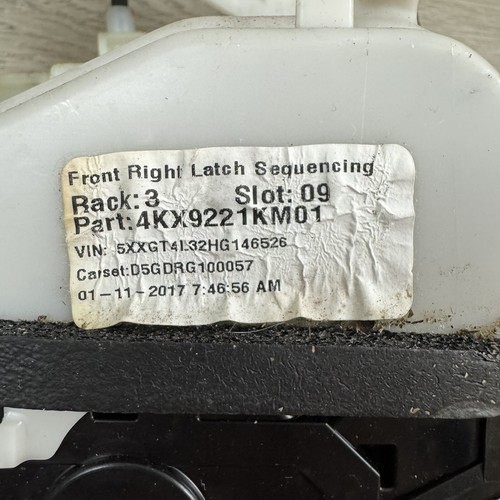 Front Right Latch Sequencing
Rack: 3 Slot: 09
Part:4KX9221KM01
VIN: 5XXGT4L32HG146526
Carset:D5GDRG100057
01-11-2017 7:46:56 AM